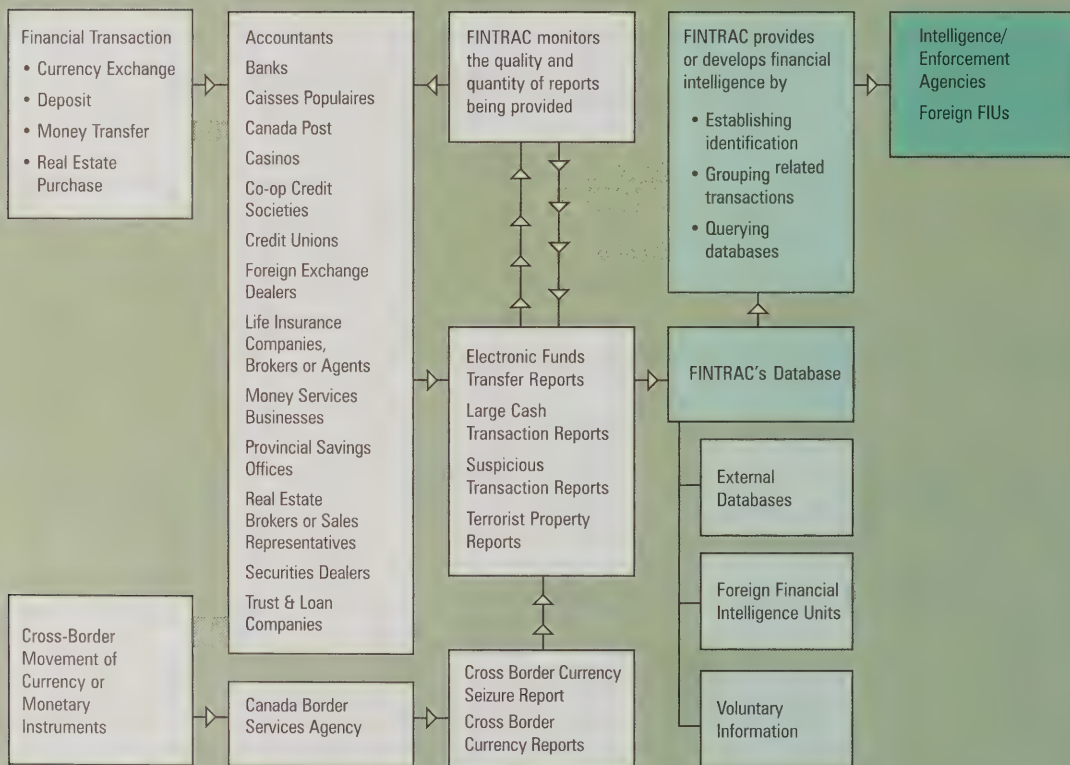 Financial Transaction
• Currency Exchange
• Deposit
• Money Transfer
• Real Estate
Purchase
Accountants
Banks
Caisses Populaires
Canada Post
Casinos
Co-op Credit
Societies
Credit Unions
Foreign Exchange
Dealers
Life Insurance
Companies,
Brokers or Agents
Money Services
Businesses
Provincial Savings
Offices
Real Estate
Brokers or Sales
Representatives
Securities Dealers
Trust & Loan
Companies
FINTRAC monitors
the quality and
quantity of reports
being provided
FINTRAC provides
or develops financial
intelligence by
• Establishing
identification
• Grouping related
transactions
• Querying
databases
Intelligence/
Enforcement
Agencies
Foreign FIUs
Electronic Funds
Transfer Reports
Large Cash
Transaction Reports
Suspicious
Transaction Reports
Terrorist Property
Reports
FINTRAC's Database
External
Databases
Foreign Financial
Intelligence Units
Voluntary
Information
Cross-Border
Movement of
Currency or
Monetary
Instruments
Canada Border
Services Agency
Cross Border Currency
Seizure Report
Cross Border
Currency Reports